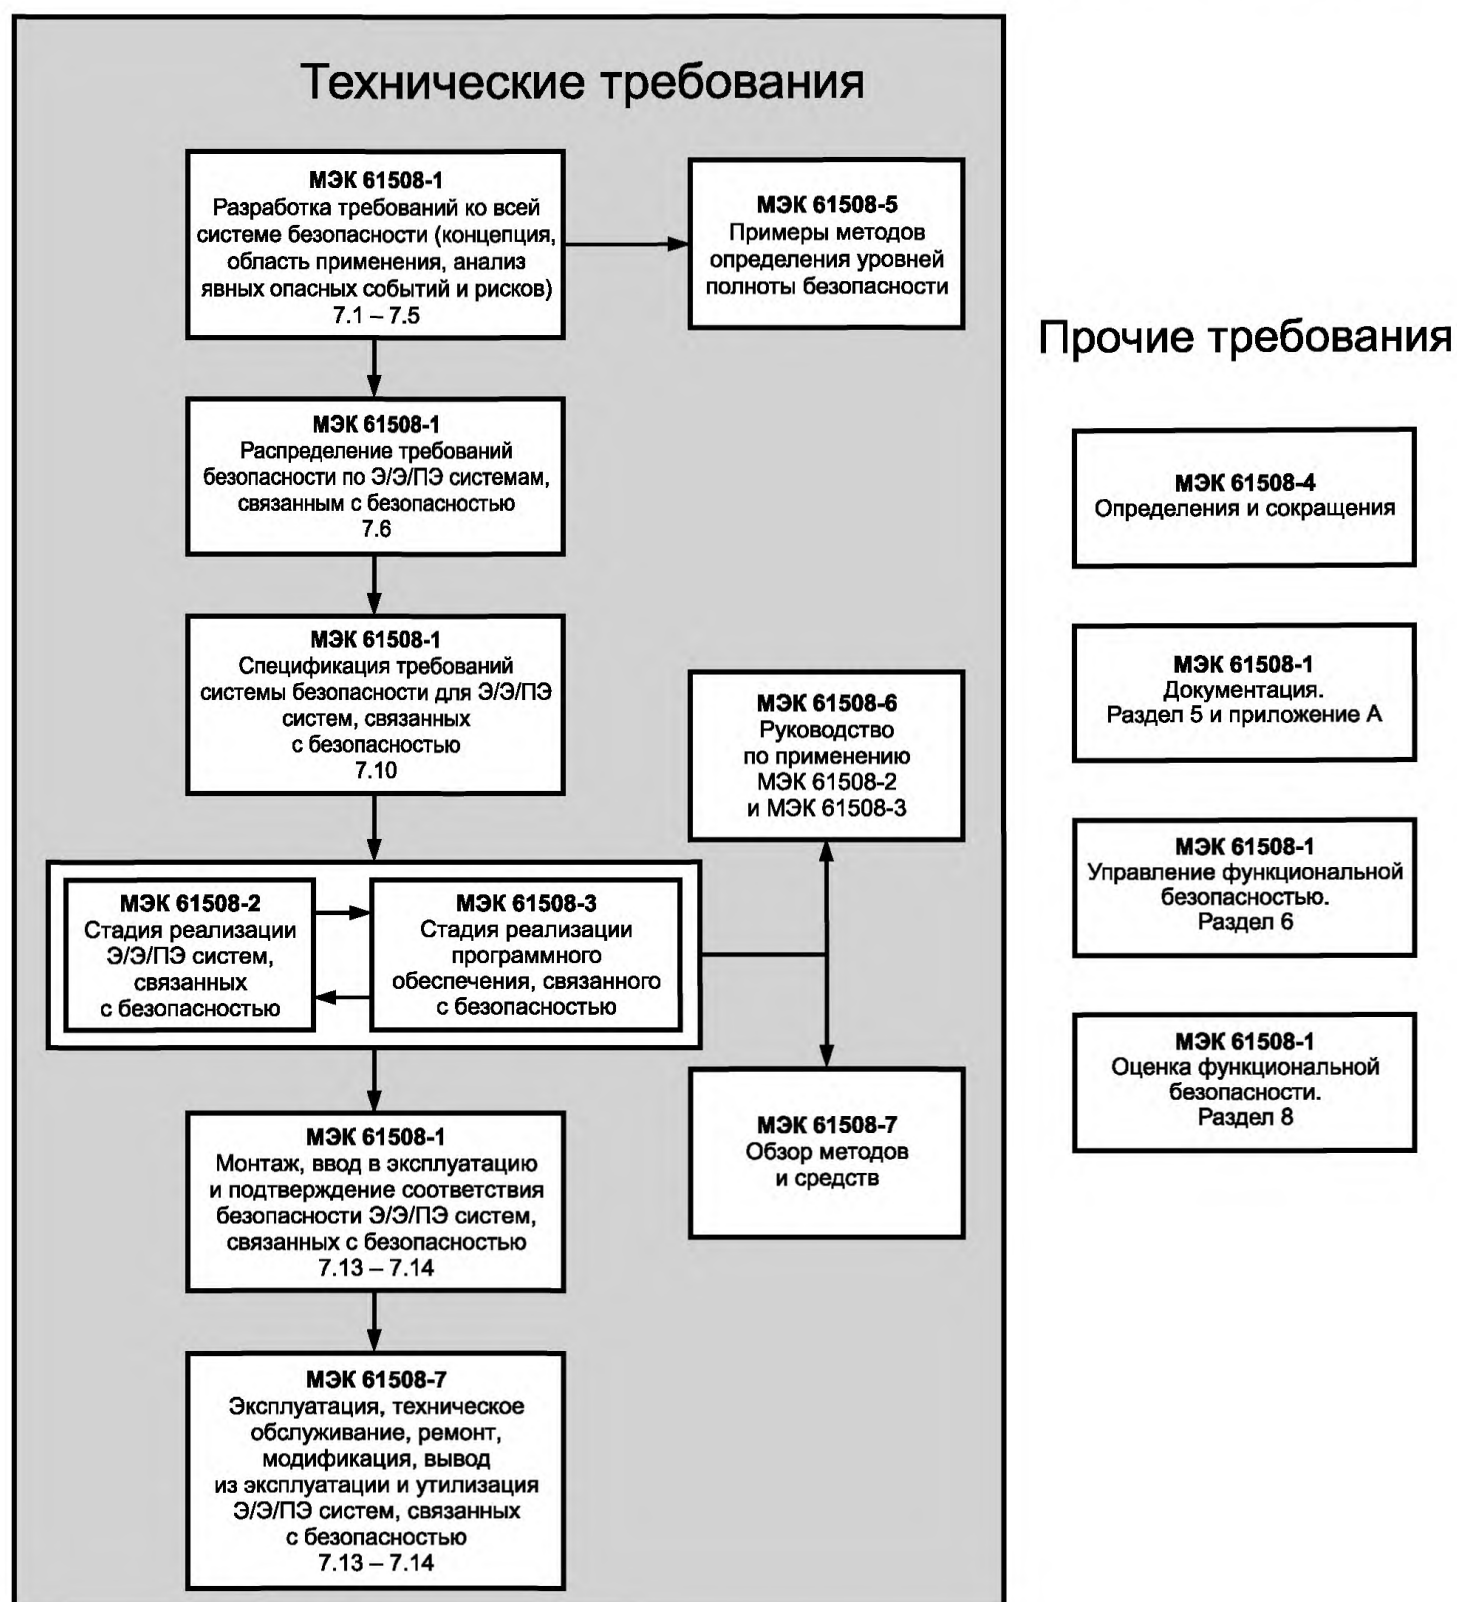 Технические требования
МЭК 61508-1
Разработка требований ко всей
системе безопасности (концепция,
область применения, анализ
явных опасных событий и рисков)
7.1 – 7.5
МЭК 61508-5
Примеры методов
определения уровней
полноты безопасности
МЭК 61508-1
Распределение требований
безопасности по Э/Э/ПЭ системам,
связанным с безопасностью
7.6
МЭК 61508-1
Спецификация требований
системы безопасности для Э/Э/ПЭ
систем, связанных
с безопасностью
7.10
МЭК 61508-6
Руководство
по применению
МЭК 61508-2
и МЭК 61508-3
МЭК 61508-2
Стадия реализации
Э/Э/ПЭ систем,
связанных
с безопасностью
МЭК 61508-3
Стадия реализации
программного
обеспечения, связанного
с безопасностью
МЭК 61508-7
Обзор методов
и средств
МЭК 61508-1
Монтаж, ввод в эксплуатацию
и подтверждение соответствия
безопасности Э/Э/ПЭ систем,
связанных с безопасностью
7.13 – 7.14
МЭК 61508-7
Эксплуатация, техническое
обслуживание, ремонт,
модификация, вывод
из эксплуатации и утилизация
Э/Э/ПЭ систем, связанных
с безопасностью
7.13 – 7.14
Прочие требования
МЭК 61508-4
Определения и сокращения
МЭК 61508-1
Документация.
Раздел 5 и приложение А
МЭК 61508-1
Управление функциональной
безопасностью.
Раздел 6
МЭК 61508-1
Оценка функциональной
безопасности.
Раздел 8